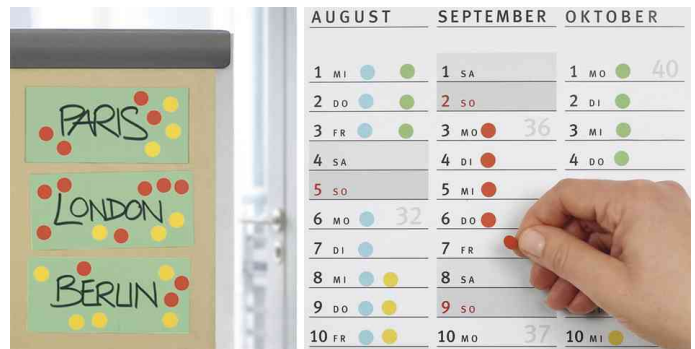 PARIS
LONDON
BERLIN
AUGUST
1 MI
2 DO
3 FR
4 SA
5 SO
6 MO 32
7 DI
8 MI
9 DO
10 FR
SEPTEMBER
1 SA
2 SO
3 MO 36
4 DI
5 MI
6 DO
7 FR
8 SA
9 SO
10 MO 37
OKTOBER
1 MO 40
2 DI
3 MI
4 DO
10 MI